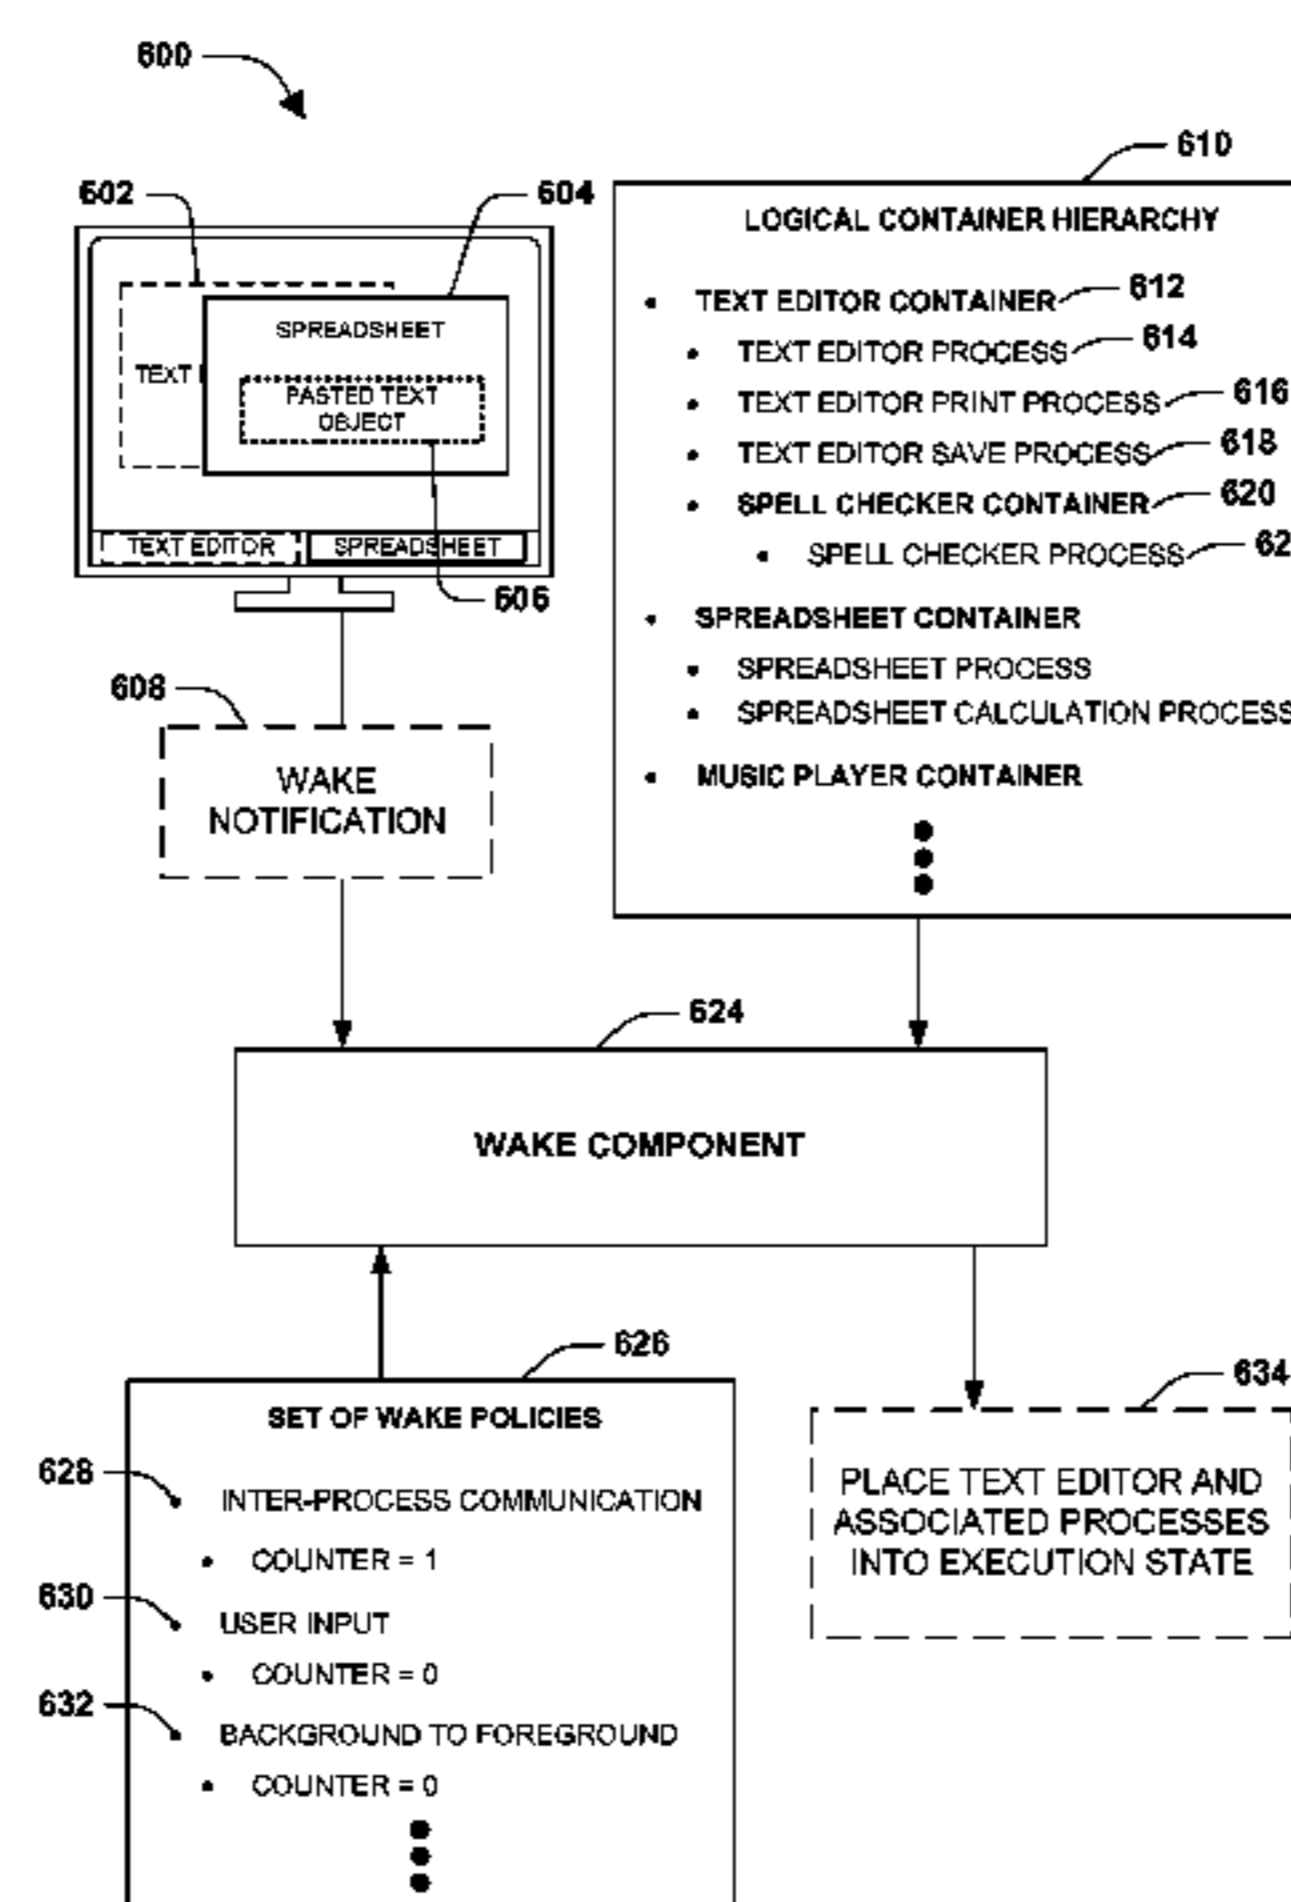 600
602
604
SPREADSHEET
TEXT
PASTED TEXT
OBJECT
TEXT EDITOR
SPREADSHEET
606
608
WAKE
NOTIFICATION
610
LOGICAL CONTAINER HIERARCHY
• TEXT EDITOR CONTAINER 612
• TEXT EDITOR PROCESS 614
• TEXT EDITOR PRINT PROCESS 616
• TEXT EDITOR SAVE PROCESS 618
• SPELL CHECKER CONTAINER 620
• SPELL CHECKER PROCESS 62
• SPREADSHEET CONTAINER
• SPREADSHEET PROCESS
• SPREADSHEET CALCULATION PROCESS
• MUSIC PLAYER CONTAINER
624
WAKE COMPONENT
626
SET OF WAKE POLICIES
628 • INTER-PROCESS COMMUNICATION
• COUNTER = 1
630 • USER INPUT
• COUNTER = 0
632 • BACKGROUND TO FOREGROUND
• COUNTER = 0
634
PLACE TEXT EDITOR AND
ASSOCIATED PROCESSES
INTO EXECUTION STATE